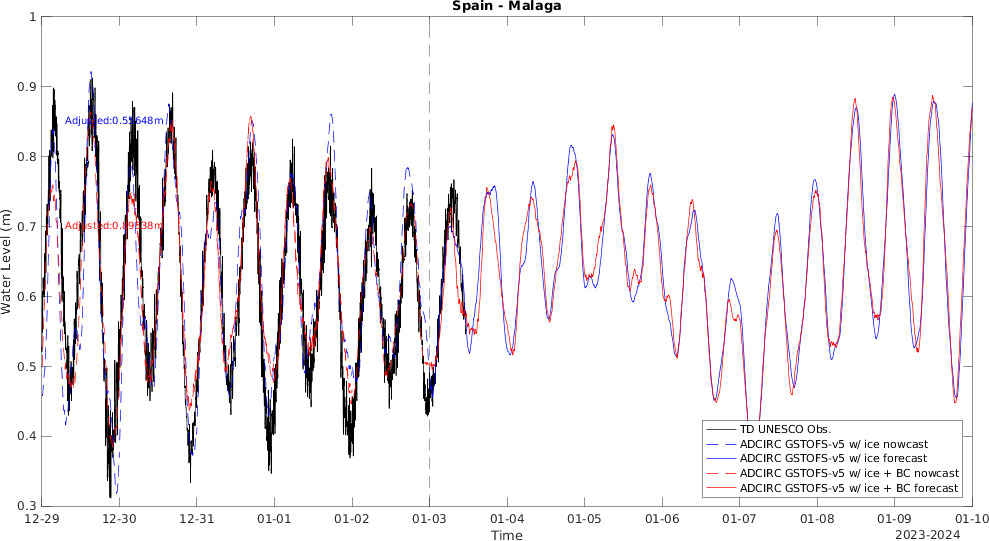 Spain - Malaga
1
0.9
0.8
0.7
0.6
0.5
0.4
0.3
Water Level (m)
Adjusted:0.55648m
TD UNESCO Obs.
ADCIRC GSTOFS-v5 w/ ice nowcast
ADCIRC GSTOFS-v5 w/ ice forecast
ADCIRC GSTOFS-v5 w/ ice + BC nowcast
ADCIRC GSTOFS-v5 w/ ice + BC forecast
12-29 12-30 12-31 01-01 01-02 01-03 01-04 01-05 01-06 01-07 01-08 01-09 01-10
Time
2023-2024